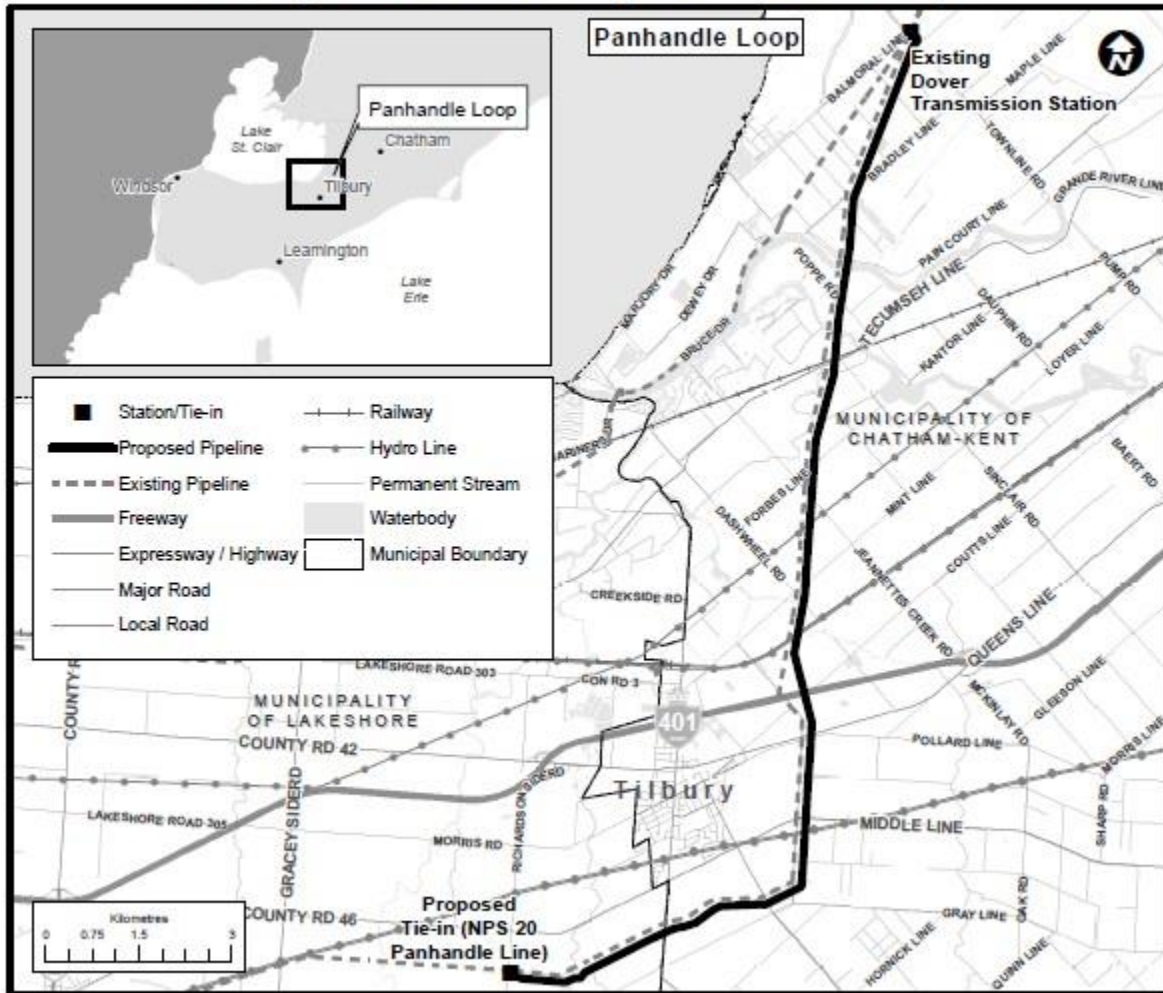 Panhandle Loop
N
Existing
Dover
Transmission Station
BALMORAL LINE
MAPLE LINE
BRADLEY LINE
TOWNLINE RD
GRANDE RIVER LINE
PAIN COURT LINE
TECUMSEH LINE
POPPE RD
PUMP RD
DAUPHIN RD
KANTOR LINE
LOYER LINE
DEWEY DR
BRUCE DR
MUNICIPALITY OF
CHATHAM-KENT
BAERT RD
SINCLAIR RD
MINT LINE
FORBES LINE
DASHWHEEL RD
COUTTS LINE
JEANNETTES CREEK RD
QUEENS LINE
CREEKSIDE RD
MCKINLAY RD
GLEESON LINE
MORRIS LINE
POLLARD LINE
SHARP RD
MIDDLE LINE
GRAY LINE
OAK RD
HORNICK LINE
QUINN LINE
Lake
St. Clair
Panhandle Loop
Chatham
Windsor
Tilbury
Leamington
Lake
Erie
Station/Tie-in
Proposed Pipeline
Existing Pipeline
Freeway
Expressway / Highway
Major Road
Local Road
Railway
Hydro Line
Permanent Stream
Waterbody
Municipal Boundary
LAKESHORE ROAD 303
CON RD 3
MUNICIPALITY
OF LAKESHORE
COUNTY RD 42
401
Tilbury
GRACEY SIDERD
RICHARDSON SIDERD
LAKESHORE ROAD 305
MORRIS RD
COUNTY RD 46
Proposed
Tie-in (NPS 20
Panhandle Line)
Kilometres
0 0.75 1.5 3